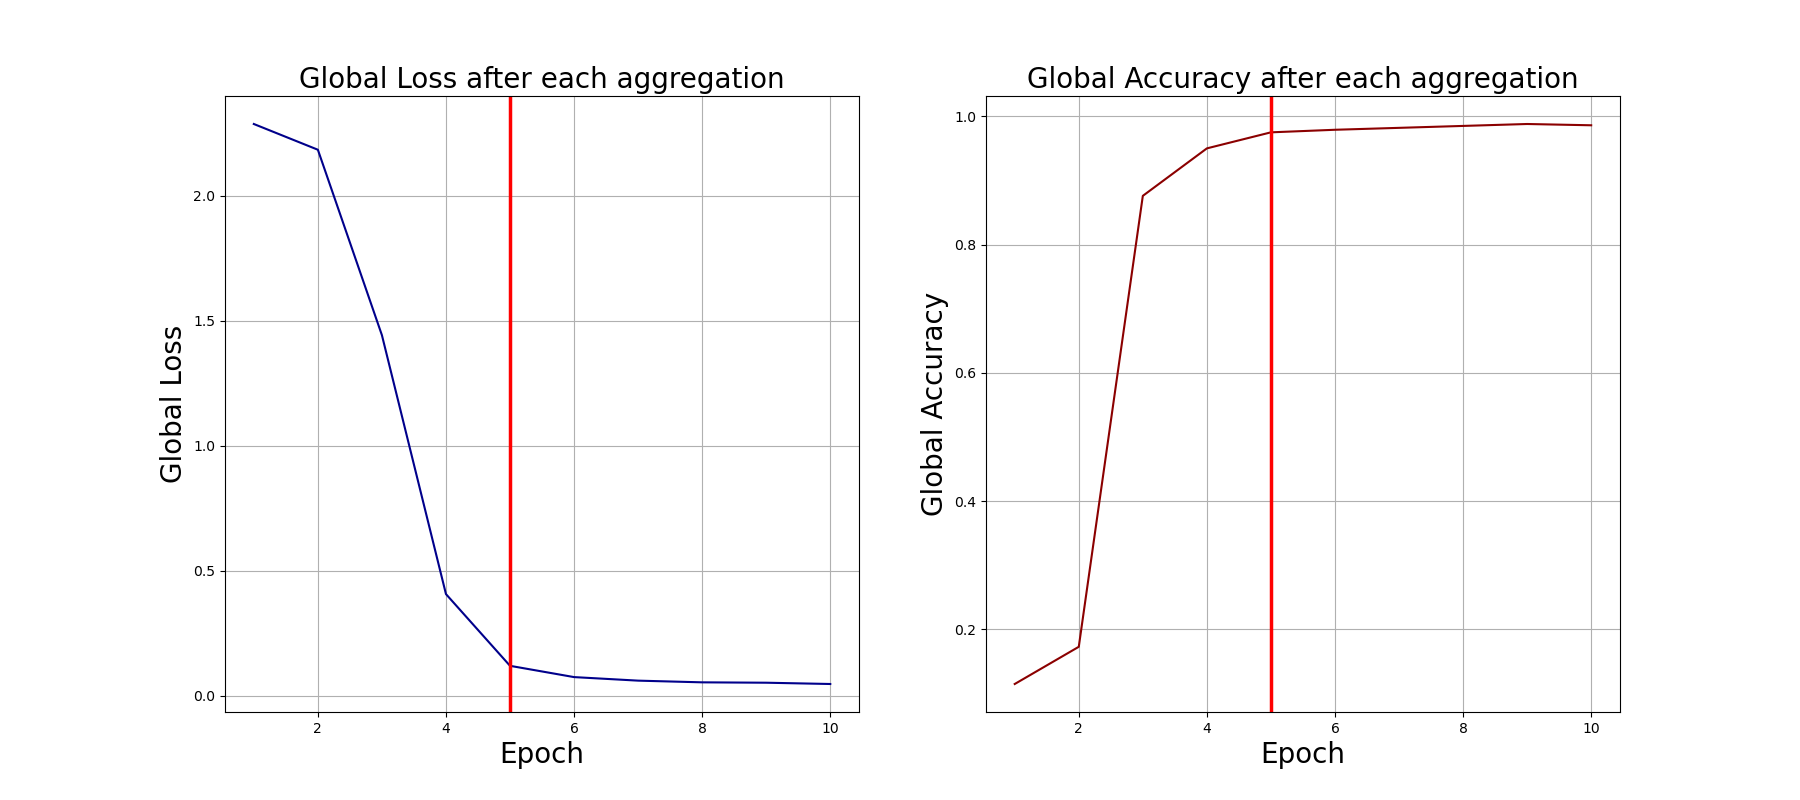 Global Loss after each aggregation
Global Loss
2.0
1.5
1.0
0.5
0.0
2 4 6 8 10
Epoch
Global Accuracy after each aggregation
Global Accuracy
1.0
0.8
0.6
0.4
0.2
2 4 6 8 10
Epoch